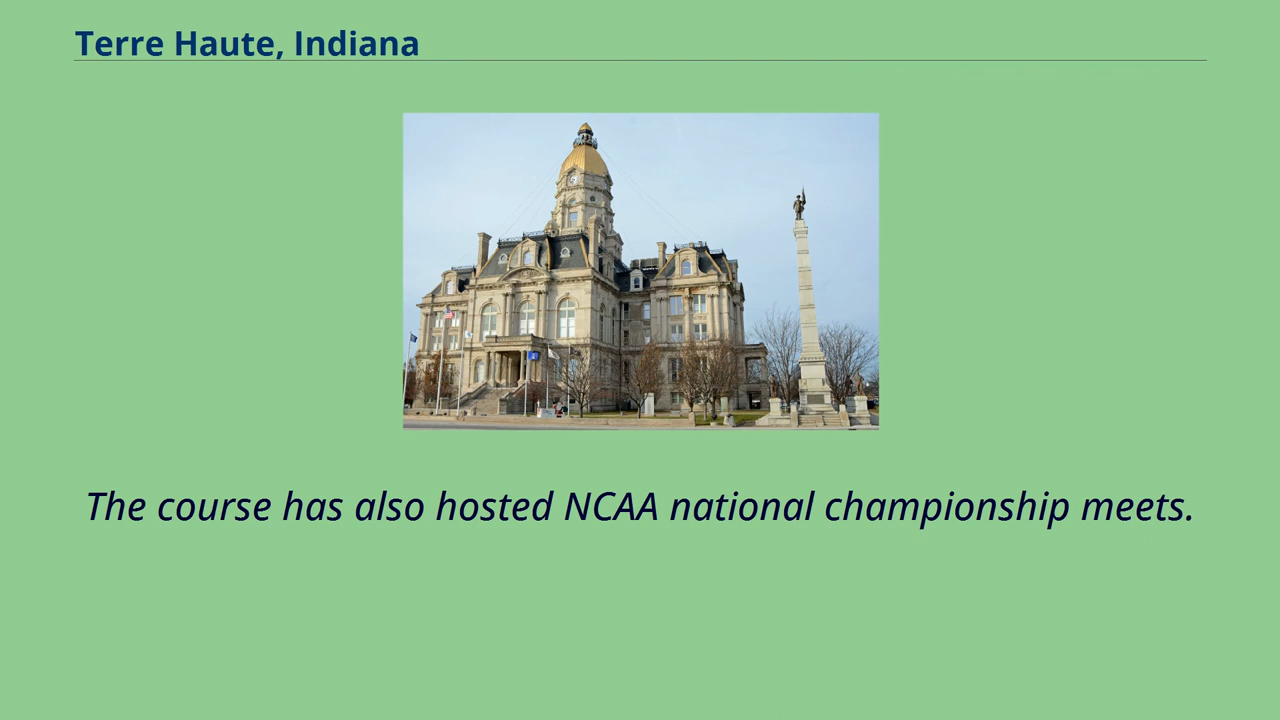 Terre Haute, Indiana
The course has also hosted NCAA national championship meets.